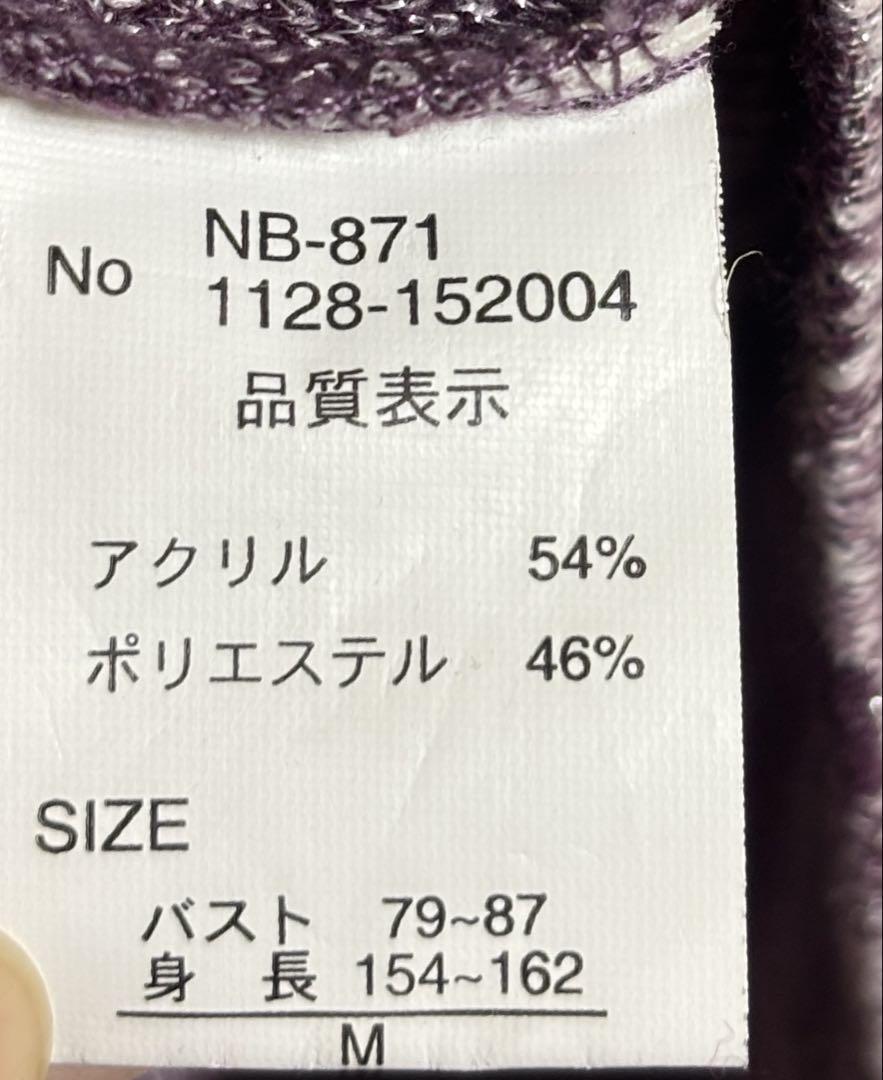 No NB-871
1128-152004
品質表示
アクリル 54%
ポリエステル 46%
SIZE
バスト 79~87
身 長 154~162
M